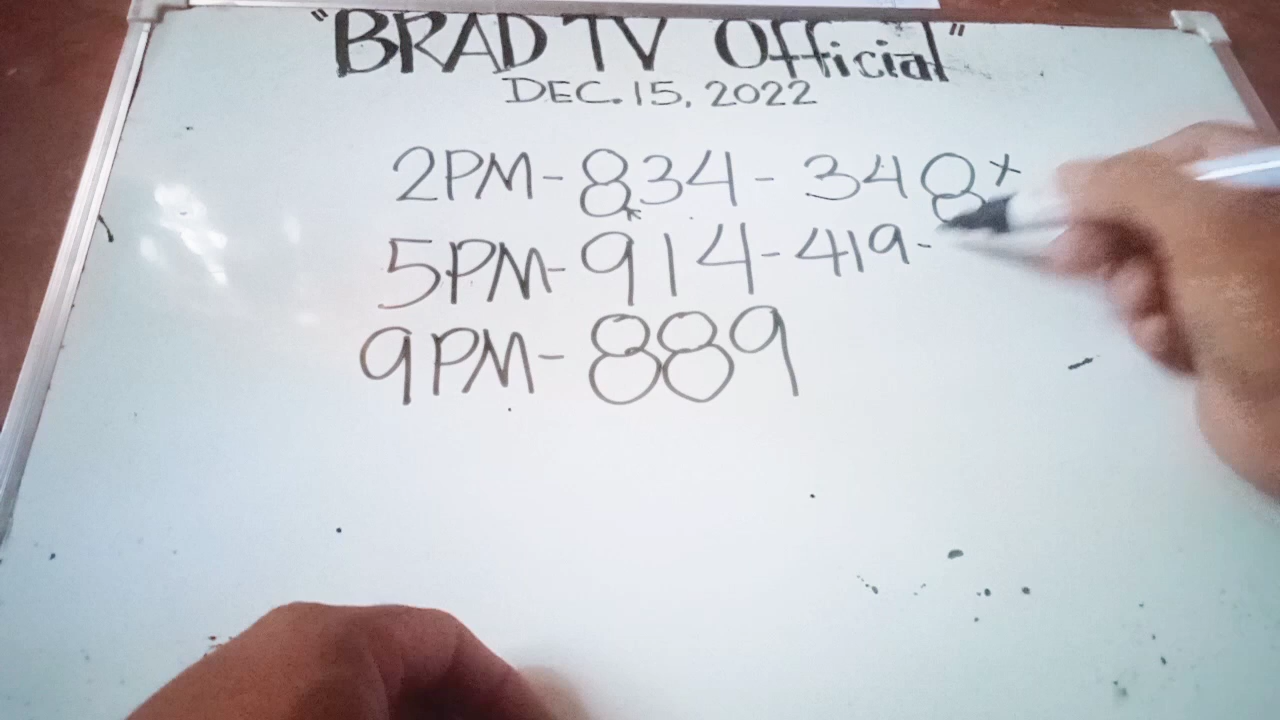 "BRAD TV Official"
DEC. 15, 2022
2PM - 834 - 348 x
5PM - 914 - 419 -
9PM - 889